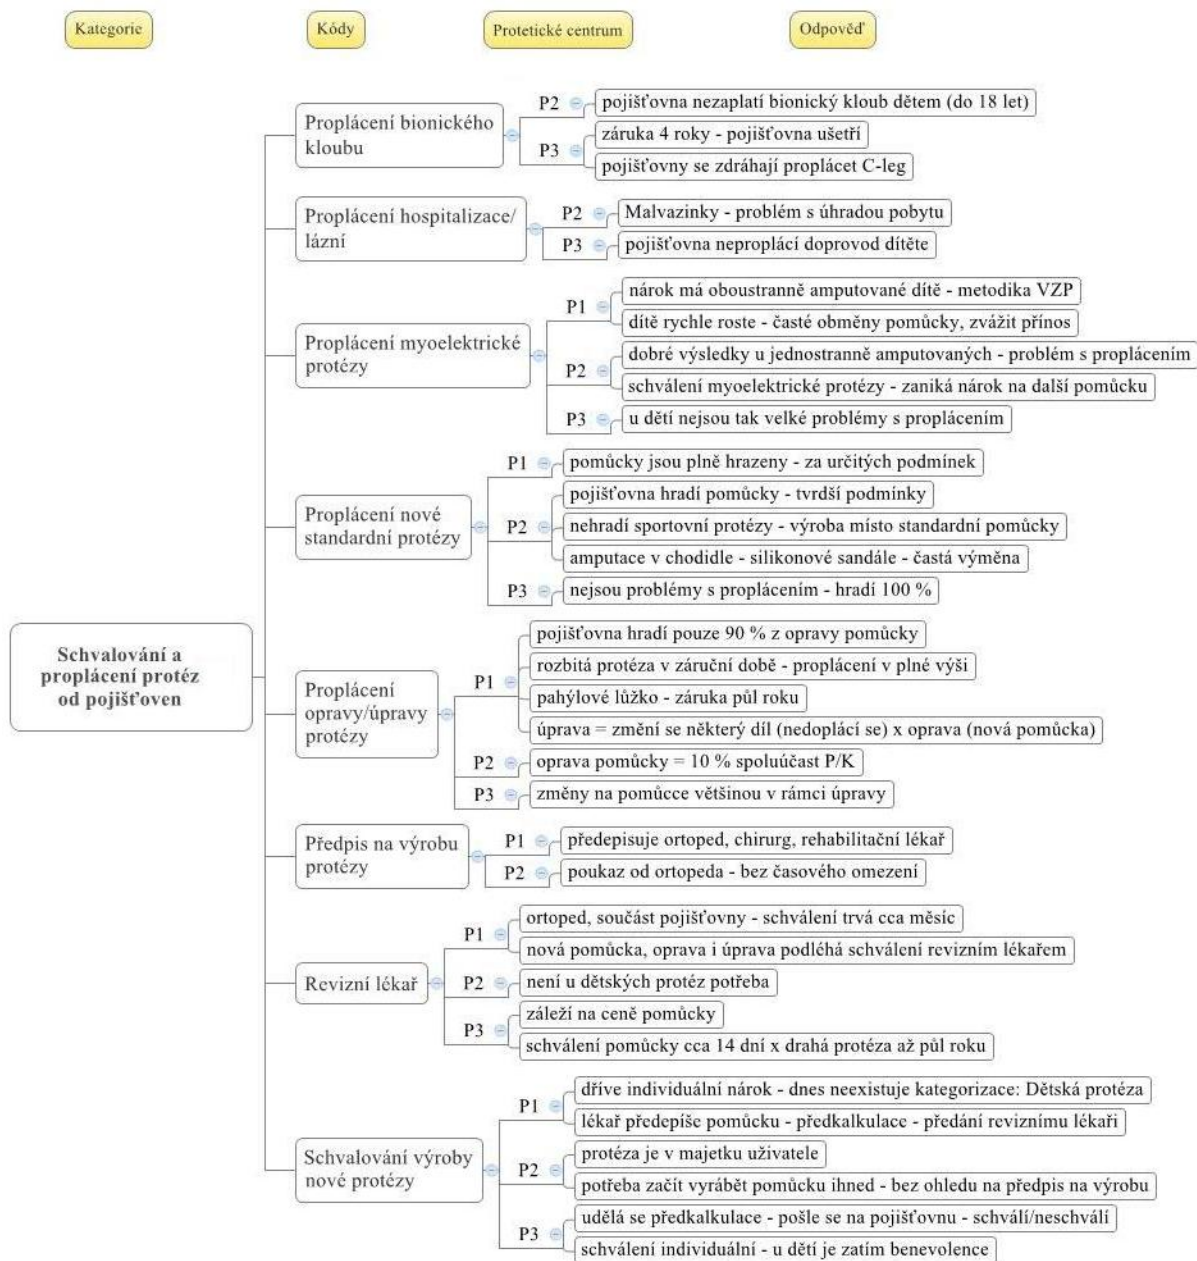 Kategorie
Kódy
Protetické centrum
Odpověď
Schvalování a
proplácení protéz
od pojišťoven
Proplácení bionického
kloubu
P2
pojišťovna nezaplatí bionický kloub dětem (do 18 let)
P3
záruka 4 roky - pojišťovna ušetří
pojišťovny se zdráhají proplácet C-leg
Proplácení hospitalizace/
lázní
P2
Malvazinky - problém s úhradou pobytu
P3
pojišťovna neproplácí doprovod dítěte
Proplácení myoelektrické
protézy
P1
nárok má oboustranně amputované dítě - metodika VZP
dítě rychle roste - časté obměny pomůcky, zvážit přínos
P2
dobré výsledky u jednostranně amputovaných - problém s proplácením
schválení myoelektrické protézy - zaniká nárok na další pomůcku
P3
u dětí nejsou tak velké problémy s proplácením
Proplácení nové
standardní protézy
P1
pomůcky jsou plně hrazeny - za určitých podmínek
P2
pojišťovna hradí pomůcky - tvrdší podmínky
nehradí sportovní protézy - výroba místo standardní pomůcky
amputace v chodidle - silikonové sandále - častá výměna
P3
nejsou problémy s proplácením - hradí 100 %
Proplácení
opravy/úpravy
protézy
P1
pojišťovna hradí pouze 90 % z opravy pomůcky
rozbitá protéza v záruční době - proplácení v plné výši
pahýlové lůžko - záruka půl roku
úprava = změní se některý díl (nedoplácí se) x oprava (nová pomůcka)
P2
oprava pomůcky = 10 % spoluúčast P/K
P3
změny na pomůcce většinou v rámci úpravy
Předpis na výrobu
protézy
P1
předepisuje ortoped, chirurg, rehabilitační lékař
P2
poukaz od ortopeda - bez časového omezení
Revizní lékař
P1
ortoped, součást pojišťovny - schválení trvá cca měsíc
nová pomůcka, oprava i úprava podléhá schválení revizním lékařem
P2
není u dětských protéz potřeba
P3
záleží na ceně pomůcky
schválení pomůcky cca 14 dní x drahá protéza až půl roku
Schvalování výroby
nové protézy
P1
dříve individuální nárok - dnes neexistuje kategorizace: Dětská protéza
lékař předepíše pomůcku - předkalkulace - předání reviznímu lékaři
P2
protéza je v majetku uživatele
potřeba začít vyrábět pomůcku ihned - bez ohledu na předpis na výrobu
P3
udělá se předkalkulace - pošle se na pojišťovnu - schválí/neschválí
schválení individuální - u dětí je zatím benevolence